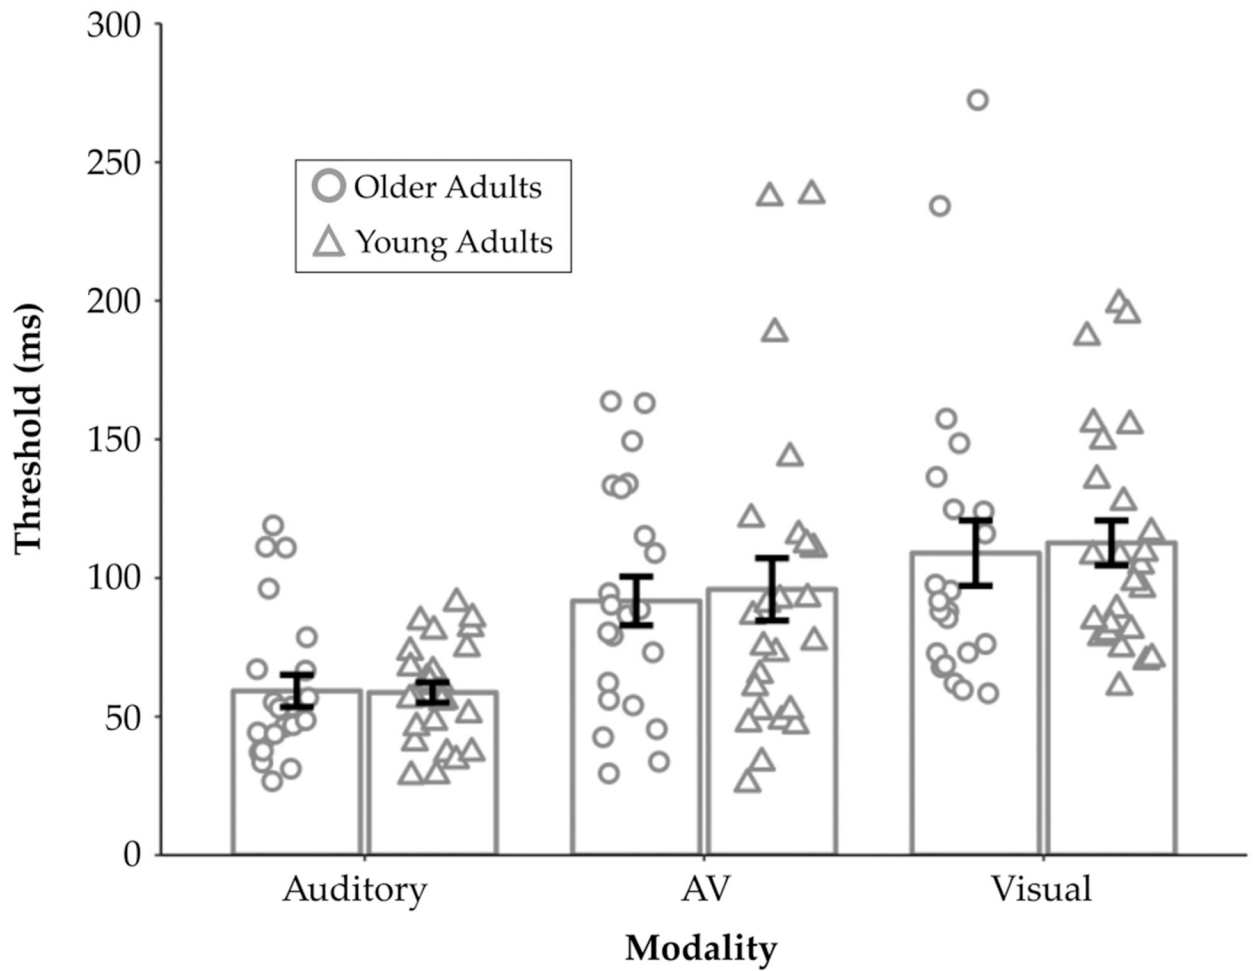 300
250
200
150
100
50
0
Threshold (ms)
Older Adults
Young Adults
Auditory
AV
Visual
Modality